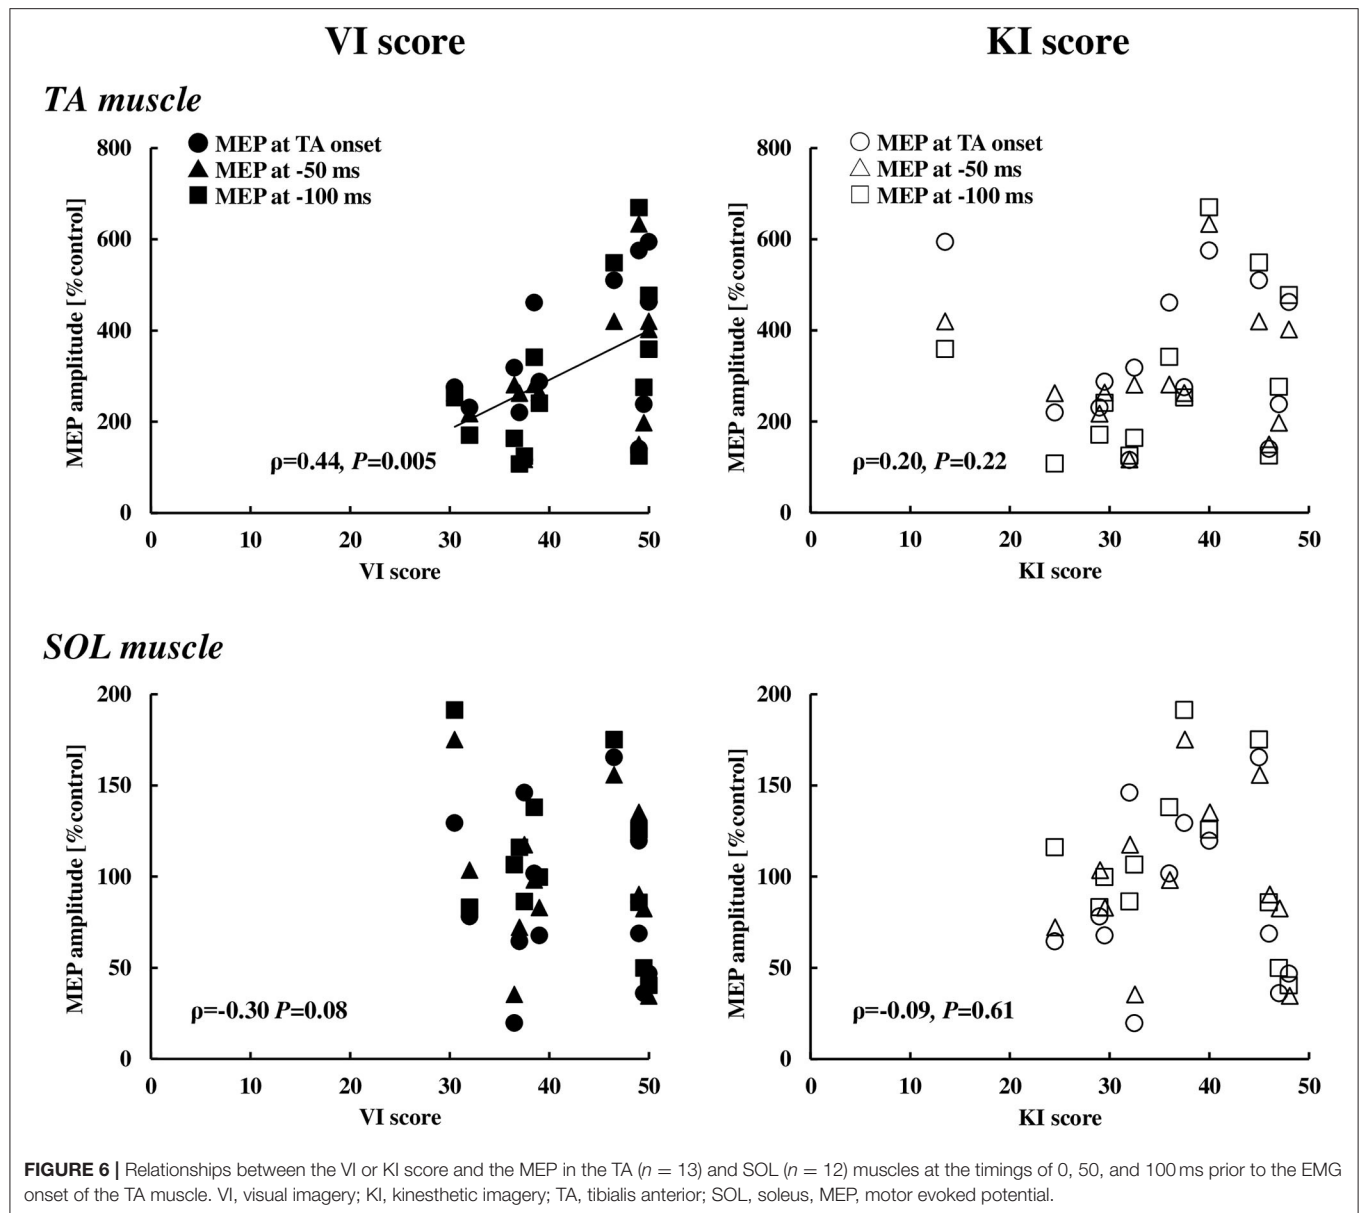 VI score
KI score
TA muscle
MEP at TA onset
MEP at -50 ms
MEP at -100 ms
800
600
400
200
0
MEP amplitude [%control]
ρ=0.44, P=0.005
0 10 20 30 40 50
VI score
MEP at TA onset
MEP at -50 ms
MEP at -100 ms
800
600
400
200
0
MEP amplitude [%control]
ρ=0.20, P=0.22
0 10 20 30 40 50
KI score
SOL muscle
200
150
100
50
0
MEP amplitude [%control]
ρ=-0.30 P=0.08
0 10 20 30 40 50
VI score
200
150
100
50
0
MEP amplitude [%control]
ρ=-0.09, P=0.61
0 10 20 30 40 50
KI score
FIGURE 6 | Relationships between the VI or KI score and the MEP in the TA (n = 13) and SOL (n = 12) muscles at the timings of 0, 50, and 100 ms prior to the EMG
onset of the TA muscle. VI, visual imagery; KI, kinesthetic imagery; TA, tibialis anterior; SOL, soleus, MEP, motor evoked potential.